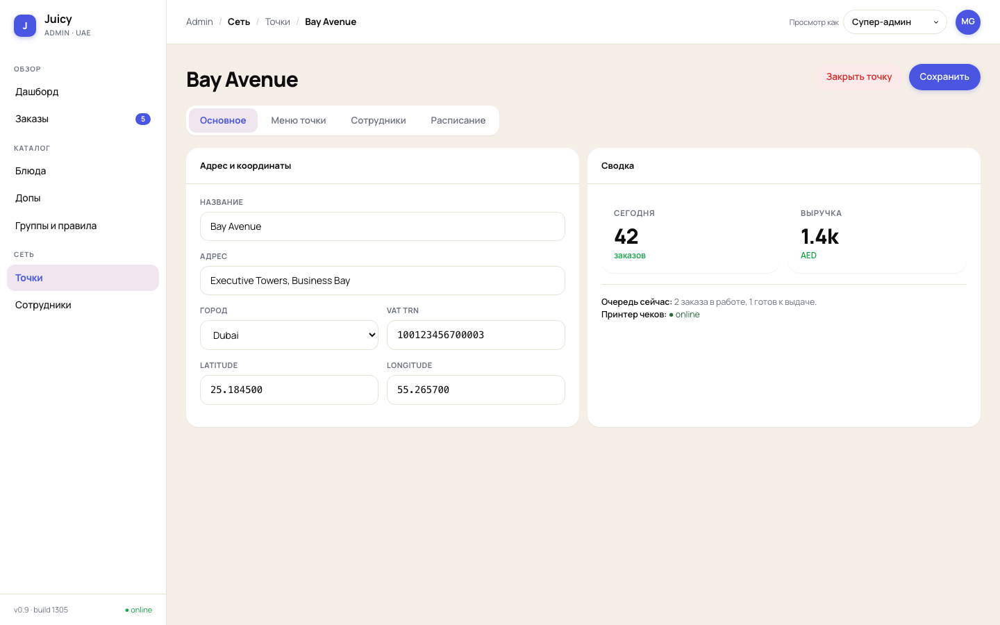 J
Juicy
ADMIN · UAE
ОБЗОР
Дашборд
Заказы 5
КАТАЛОГ
Блюда
Допы
Группы и правила
СЕТЬ
Точки
Сотрудники
v0.9 · build 1305 ● online
Admin / Сеть / Точки / Bay Avenue
Просмотр как Супер-админ MG
Bay Avenue
Закрыть точку Сохранить
Основное Меню точки Сотрудники Расписание
Адрес и координаты
НАЗВАНИЕ
Bay Avenue
АДРЕС
Executive Towers, Business Bay
ГОРОД VAT TRN
Dubai 100123456700003
LATITUDE LONGITUDE
25.184500 55.265700
Сводка
СЕГОДНЯ ВЫРУЧКА
42 1.4k
заказов AED
Очередь сейчас: 2 заказа в работе, 1 готов к выдаче.
Принтер чеков: ● online